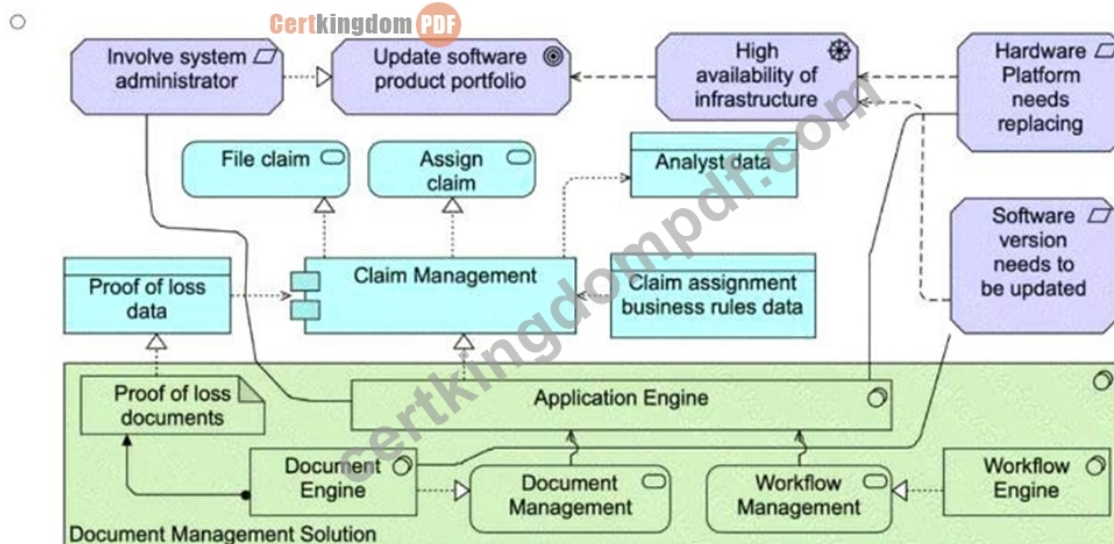 Certkingdom PDF
Involve system
administrator
Update software
product portfolio
High
availability of
infrastructure
Hardware
Platform
needs
replacing
File claim
Assign
claim
Analyst data
Software
version
needs to
be updated
Proof of loss
data
Claim Management
Claim assignment
business rules data
Proof of loss
documents
Application Engine
Document
Engine
Document
Management
Workflow
Management
Workflow
Engine
Document Management Solution
certkingdompdf.com